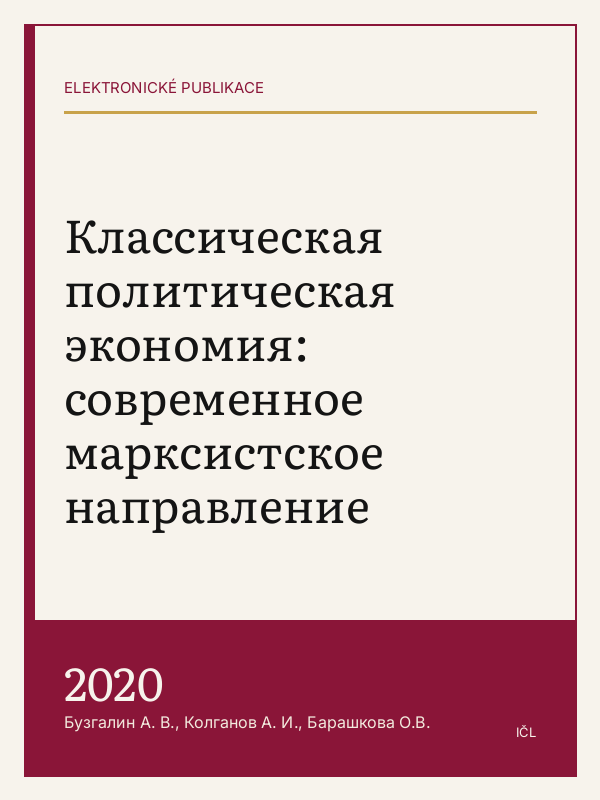 ELEKTRONICKÉ PUBLIKACE
Классическая
политическая
экономия:
современное
марксистское
направление
2020
Бузгалин А. В., Колганов А. И., Барашкова О.В.
IČL